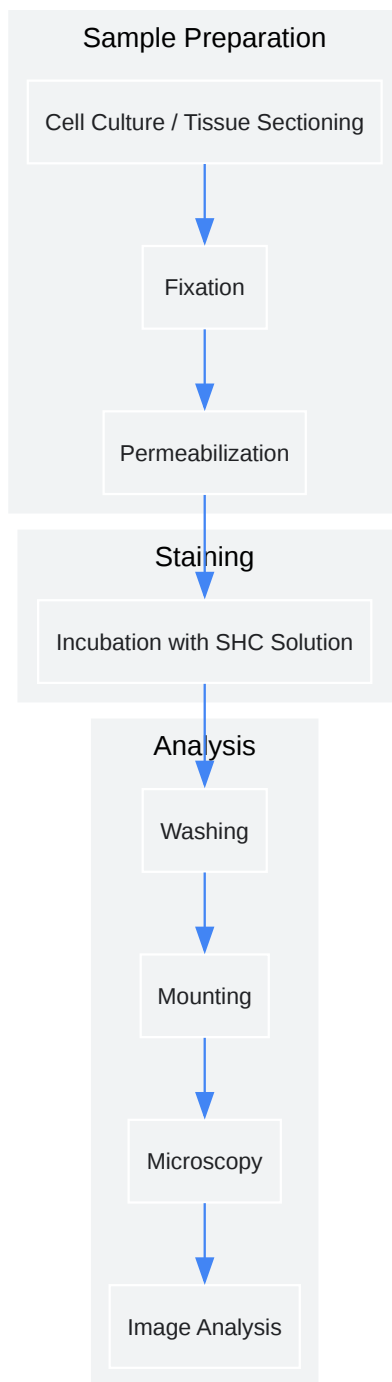 Sample Preparation
Cell Culture / Tissue Sectioning
Fixation
Permeabilization
Staining
Incubation with SHC Solution
Analysis
Washing
Mounting
Microscopy
Image Analysis